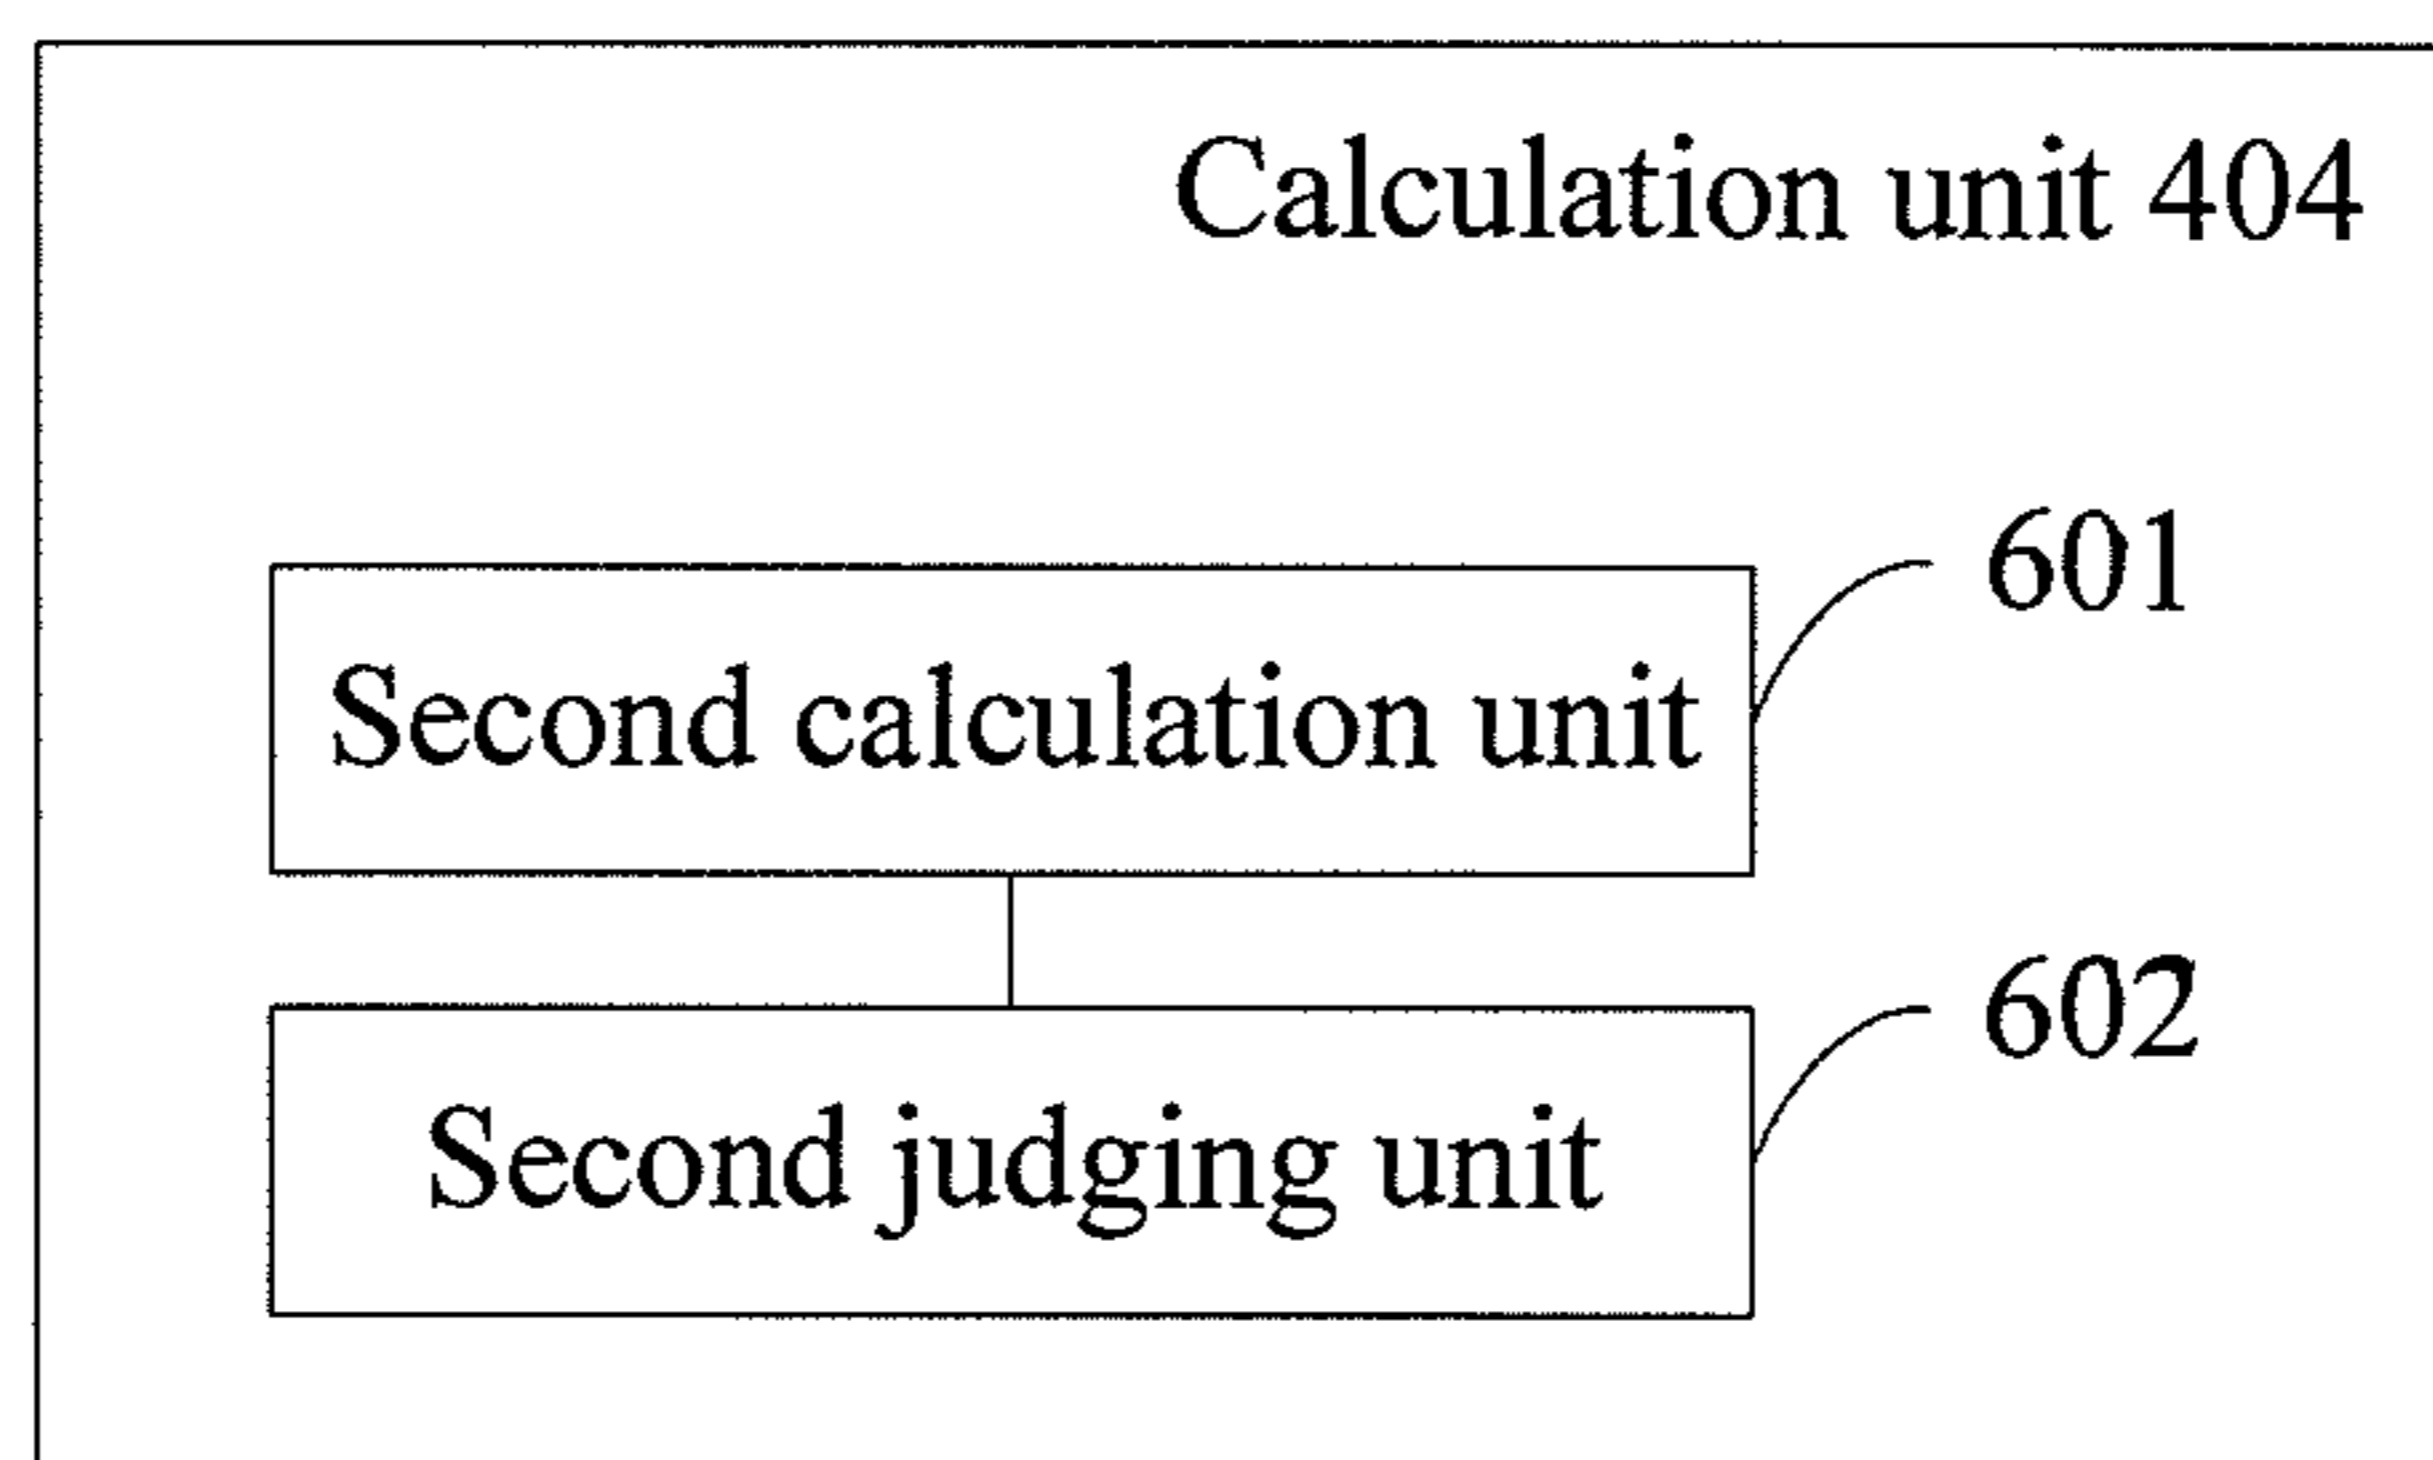 Calculation unit 404
601
Second calculation unit
602
Second judging unit